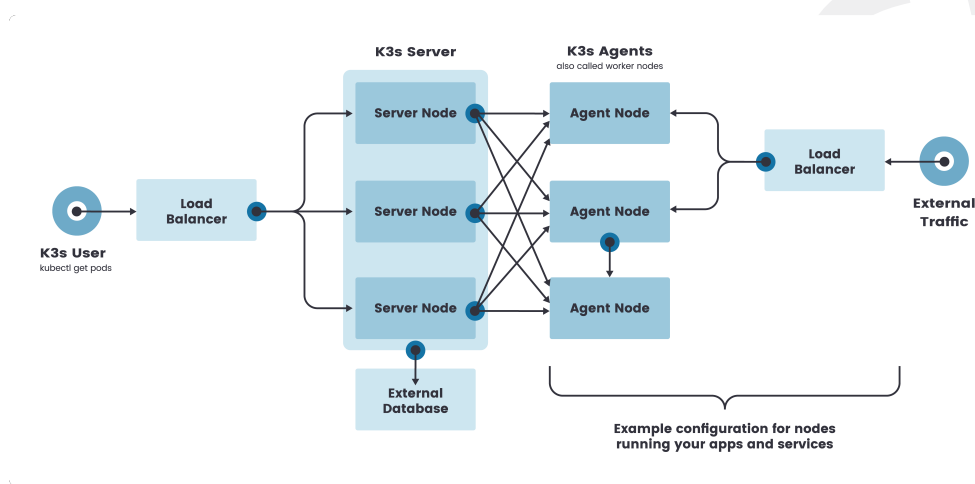 K3s Server
K3s Agents
also called worker nodes
Server Node
Agent Node
Load
Balancer
Load
Balancer
Server Node
Agent Node
External
Traffic
K3s User
kubectl get pods
Server Node
Agent Node
External
Database
Example configuration for nodes
running your apps and services